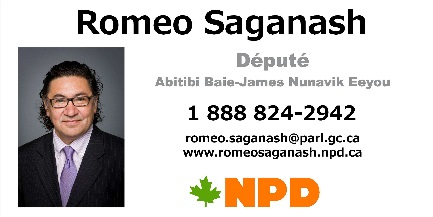 Romeo Saganash
Député
Abitibi Baie-James Nunavik Eeyou
1 888 824-2942
romeo.saganash@parl.gc.ca
www.romeosaganash.npd.ca
NPD